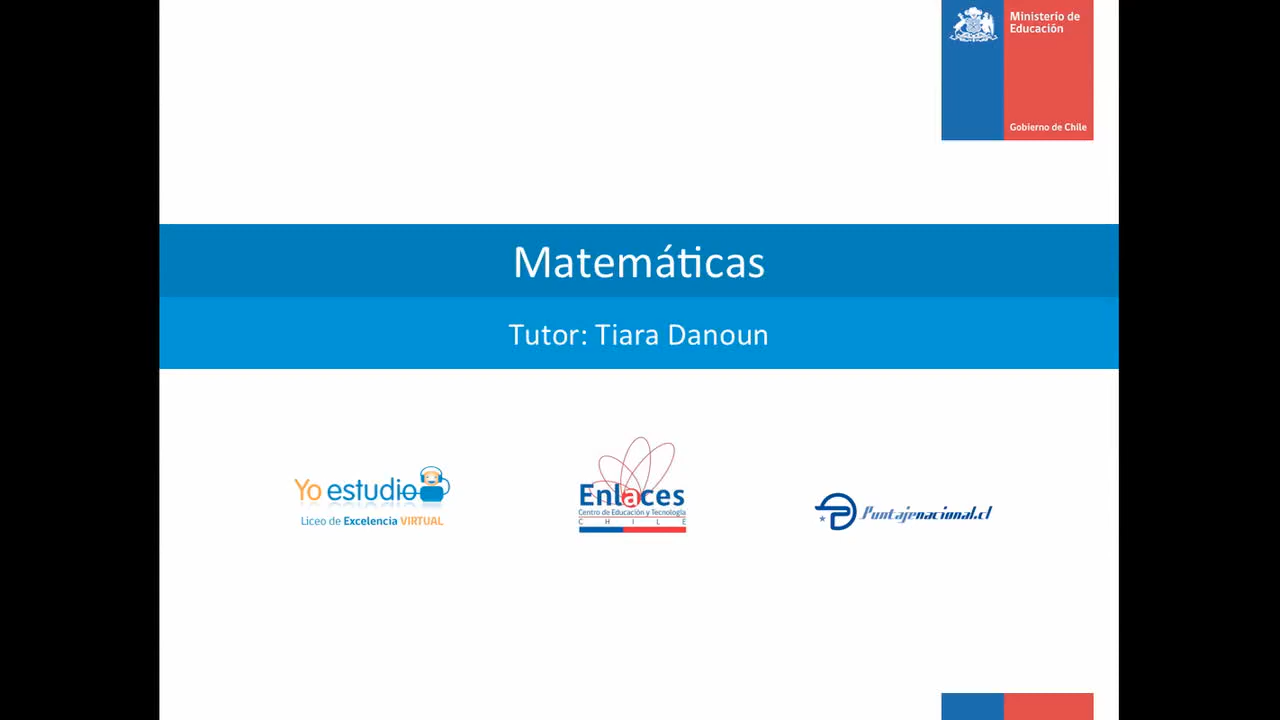 Ministerio de
Educación
Gobierno de Chile
Matemáticas
Tutor: Tiara Danoun
Yo estudio
Liceo de Excelencia VIRTUAL
Enlaces
Centro de Educación y Tecnología
CHILE
Puntajenacional.cl